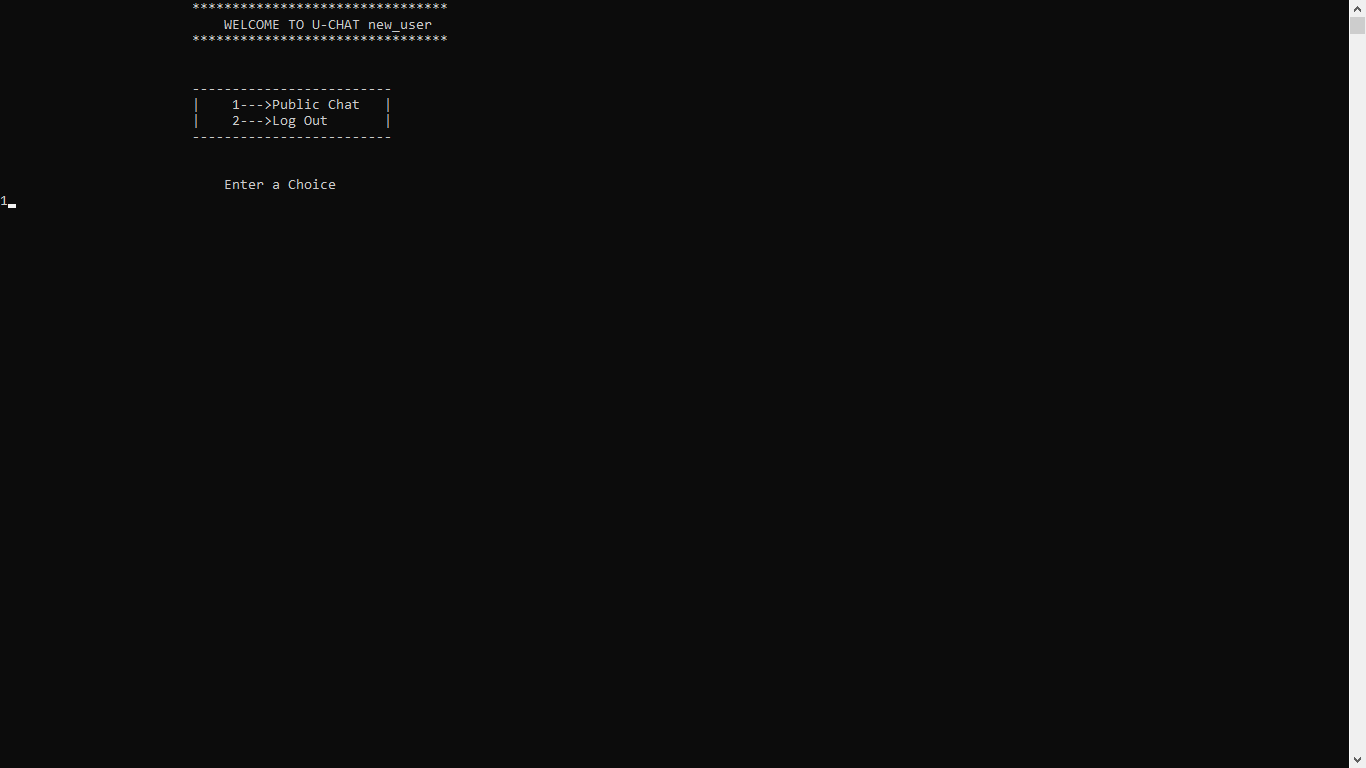 ********************************
WELCOME TO U-CHAT new_user
********************************
-------------------------
|    1--->Public Chat   |
|    2--->Log Out       |
-------------------------
Enter a Choice
1